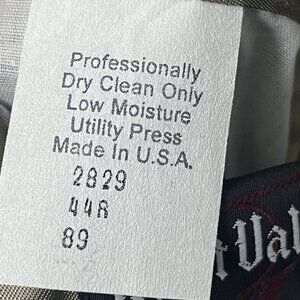 Professionally
Dry Clean Only
Low Moisture
Utility Press
Made In U.S.A.
2829
44R
89